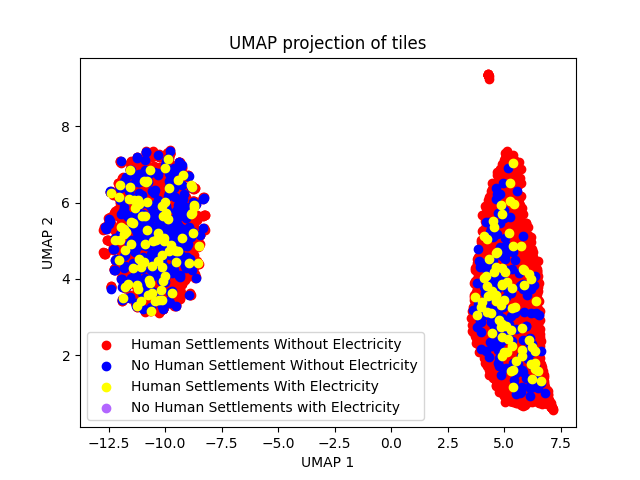 UMAP projection of tiles
UMAP 2
8
6
4
2
Human Settlements Without Electricity
No Human Settlement Without Electricity
Human Settlements With Electricity
No Human Settlements with Electricity
−12.5 −10.0 −7.5 −5.0 −2.5 0.0 2.5 5.0 7.5
UMAP 1